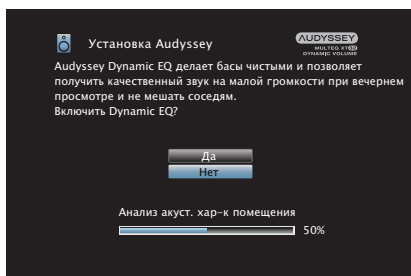 Установка Audyssey
AUDYSSEY
MULTEQ XT32
DYNAMIC VOLUME
Audyssey Dynamic EQ делает басы чистыми и позволяет
получить качественный звук на малой громкости при вечернем
просмотре и не мешать соседям.
Включить Dynamic EQ?
Да
Нет
Анализ акуст. хар-к помещения
50%